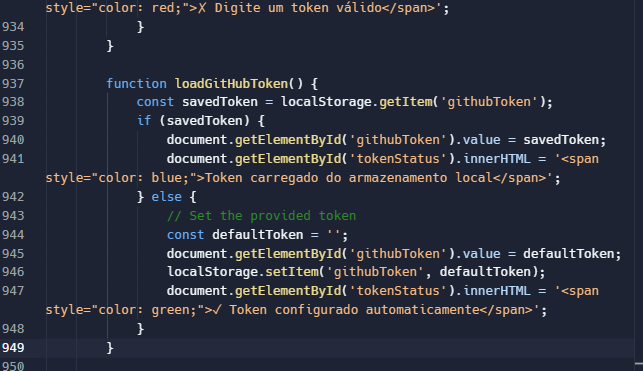 style="color: red;">✗ Digite um token válido</span>';
934 }
935 }
936
937 function loadGitHubToken() {
938 const savedToken = localStorage.getItem('githubToken');
939 if (savedToken) {
940 document.getElementById('githubToken').value = savedToken;
941 document.getElementById('tokenStatus').innerHTML = '<span
style="color: blue;">Token carregado do armazenamento local</span>';
942 } else {
943 // Set the provided token
944 const defaultToken = '';
945 document.getElementById('githubToken').value = defaultToken;
946 localStorage.setItem('githubToken', defaultToken);
947 document.getElementById('tokenStatus').innerHTML = '<span
style="color: green;">✓ Token configurado automaticamente</span>';
948 }
949 }
950